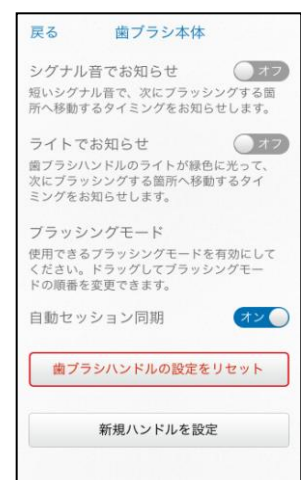 戻る 歯ブラシ本体
シグナル音でお知らせ オフ
短いシグナル音で、次にブラッシングする箇
所へ移動するタイミングをお知らせします。
ライトでお知らせ オフ
歯ブラシハンドルのライトが緑色に光って、
次にブラッシングする箇所へ移動するタイ
ミングをお知らせします。
ブラッシングモード
使用できるブラッシングモードを有効にして
ください。ドラッグしてブラッシングモー
ドの順番を変更できます。
自動セッション同期 オン
歯ブラシハンドルの設定をリセット
新規ハンドルを設定